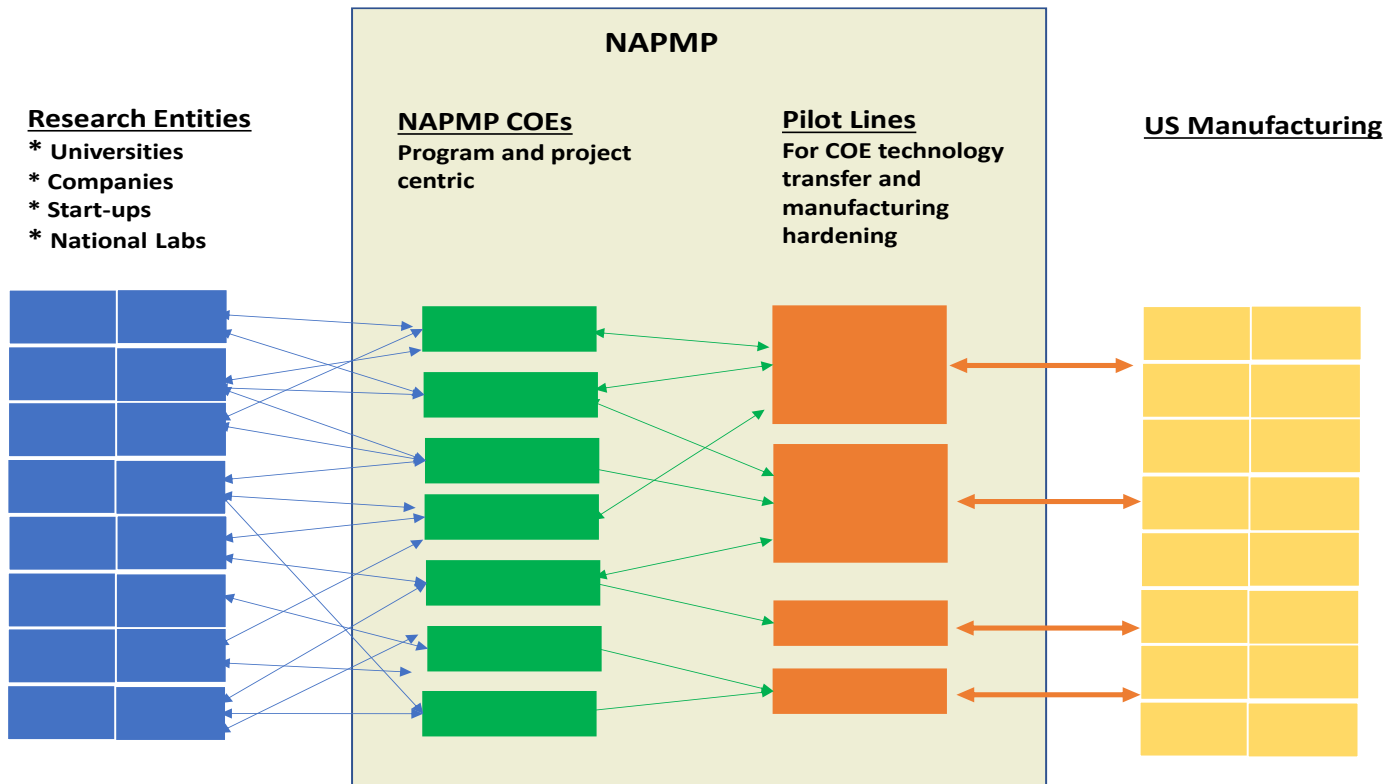 NAPMP
Research Entities
* Universities
* Companies
* Start-ups
* National Labs
NAPMP COEs
Program and project
centric
Pilot Lines
For COE technology
transfer and
manufacturing
hardening
US Manufacturing